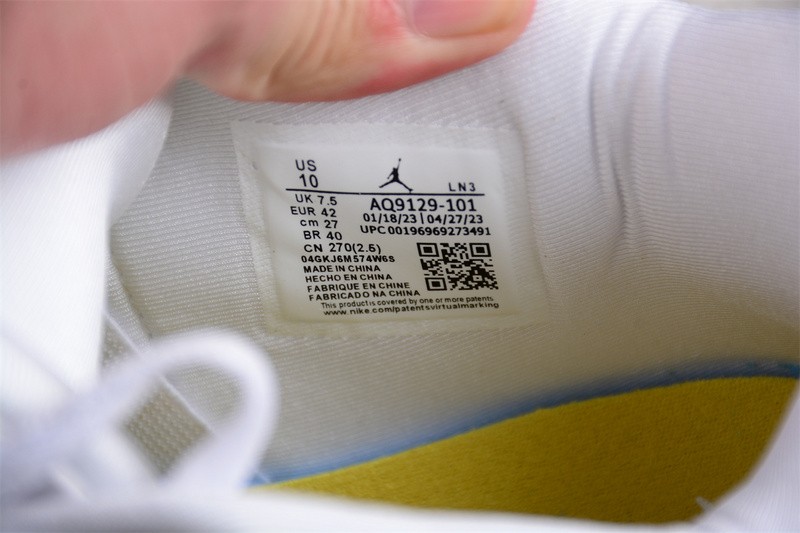 US
10
LN3
UK 7.5
EUR 42
cm 27
BR 40
AQ9129-101
01/18/23 | 04/27/23
UPC 00196969273491
CN 270(2.5)
04GKJ6M574W6S
MADE IN CHINA
HECHO EN CHINA
FABRIQUE EN CHINE
FABRICADO NA CHINA
This product is covered by one or more patents
www.nike.com/patentsvirtualmarking